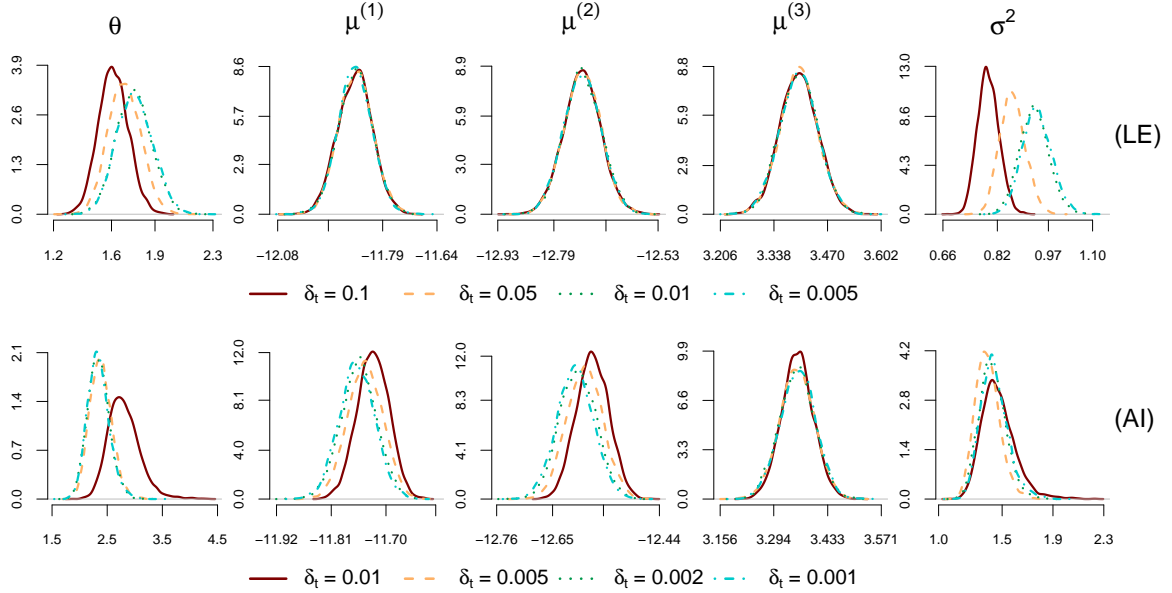 θ μ(1) μ(2) μ(3) σ2
0.0 1.3 2.6 3.9
1.2 1.6 1.9 2.3
0.0 2.9 5.7 8.6
−12.08 −11.79 −11.64
0.0 3.0 5.9 8.9
−12.93 −12.79 −12.53
0.0 2.9 5.9 8.8
3.206 3.338 3.470 3.602
0.0 4.3 8.6 13.0
0.66 0.82 0.97 1.10
(LE)
δt = 0.1 δt = 0.05 δt = 0.01 δt = 0.005
0.0 0.7 1.4 2.1
1.5 2.5 3.5 4.5
0.0 4.0 8.1 12.0
−11.92 −11.81 −11.70
0.0 4.1 8.3 12.0
−12.76 −12.65 −12.44
0.0 3.3 6.6 9.9
3.156 3.294 3.433 3.571
0.0 1.4 2.8 4.2
1.0 1.5 1.9 2.3
(AI)
δt = 0.01 δt = 0.005 δt = 0.002 δt = 0.001